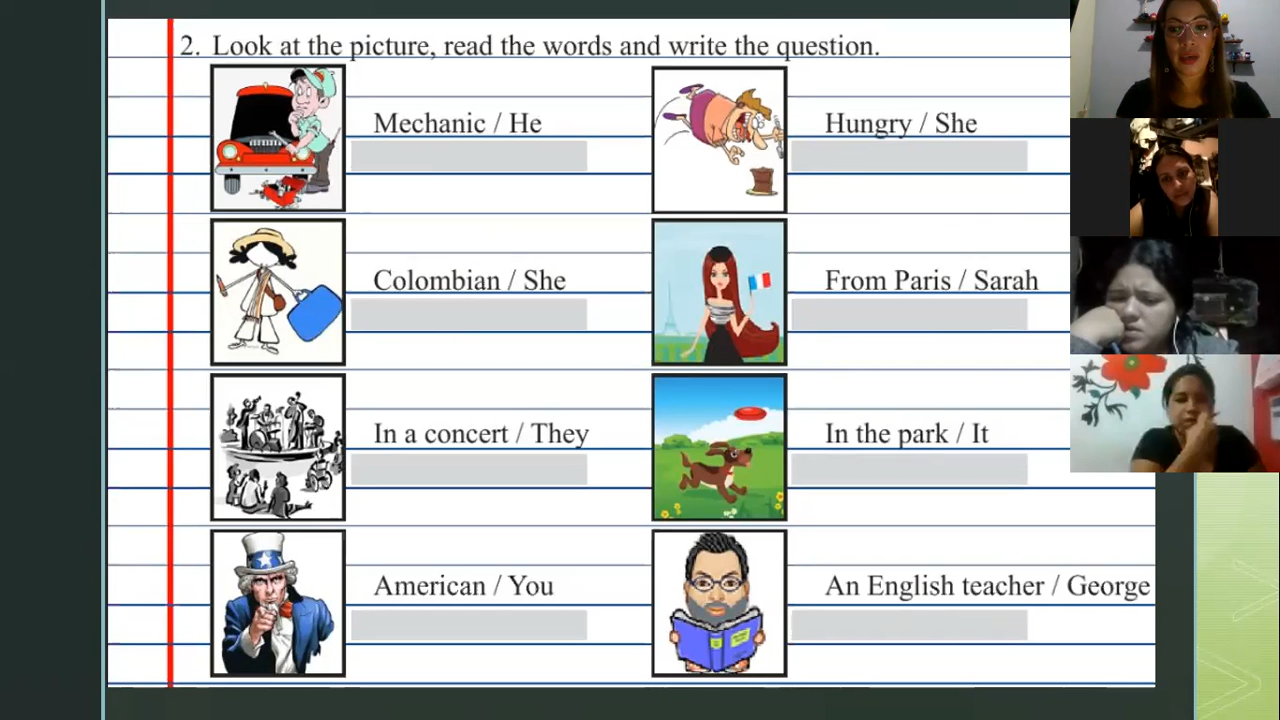 2. Look at the picture, read the words and write the question.
Mechanic / He
Hungry / She
Colombian / She
From Paris / Sarah
In a concert / They
In the park / It
American / You
An English teacher / George